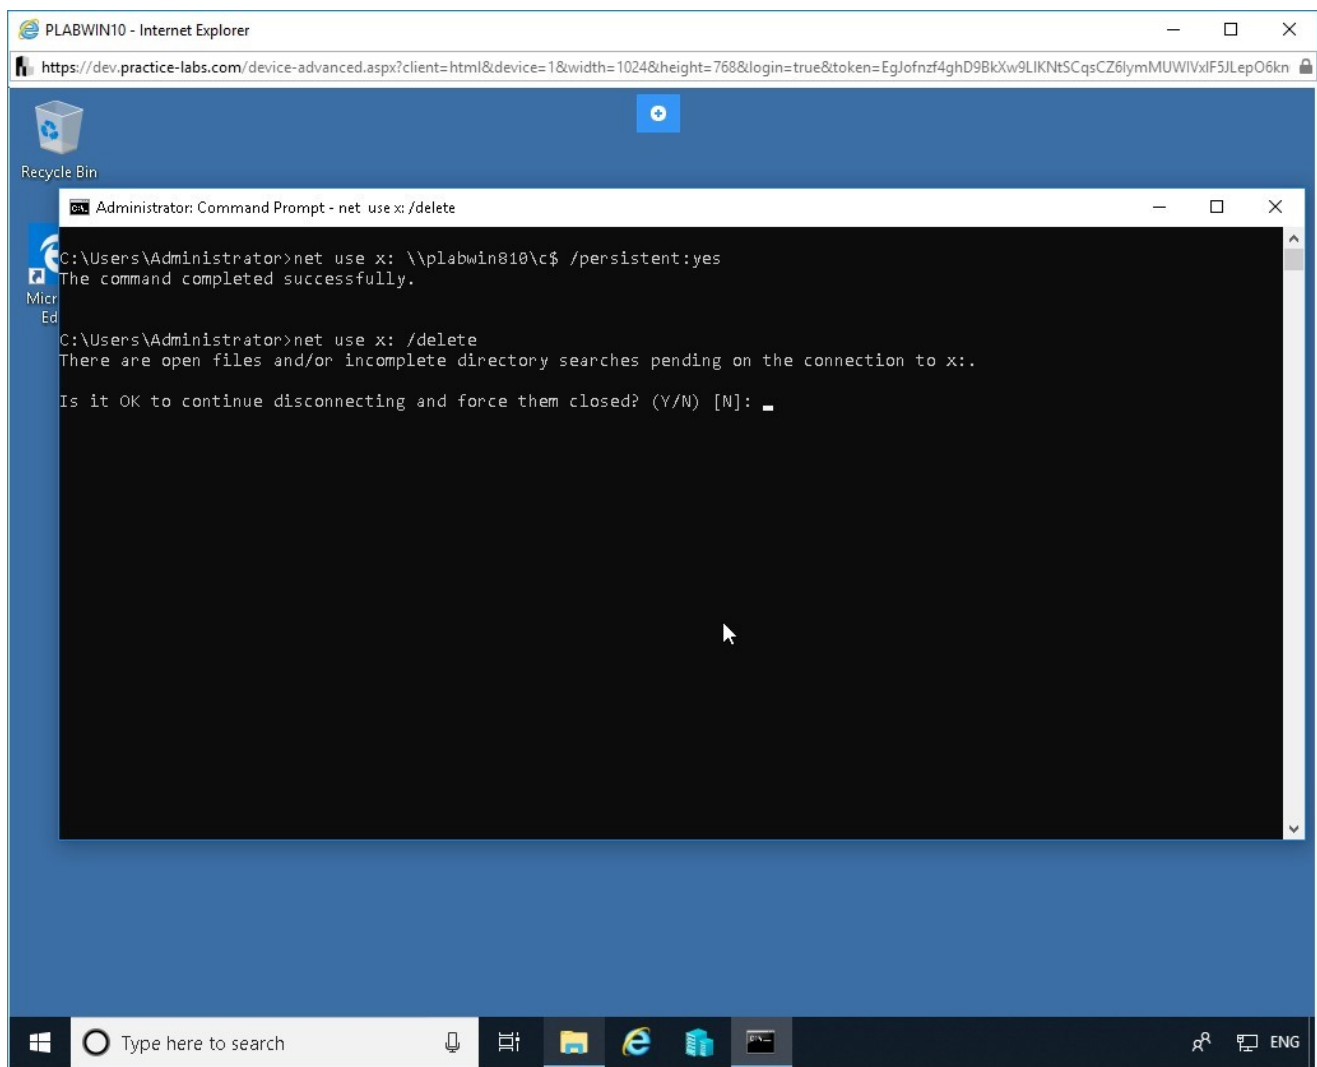 PLABWIN10 - Internet Explorer
https://dev.practice-labs.com/device-advanced.aspx?client=html&device=1&width=1024&height=768&login=true&token=EgJofnzf4ghD9BkXw9LIKNtSCqsCZ6lymMUWIVxlF5JLepO6kn
Recycle Bin
Administrator: Command Prompt - net use x: /delete
C:\Users\Administrator>net use x: \\plabwin810\c$ /persistent:yes
The command completed successfully.
Micr
Ed
C:\Users\Administrator>net use x: /delete
There are open files and/or incomplete directory searches pending on the connection to x:.
Is it OK to continue disconnecting and force them closed? (Y/N) [N]:
Type here to search
ENG